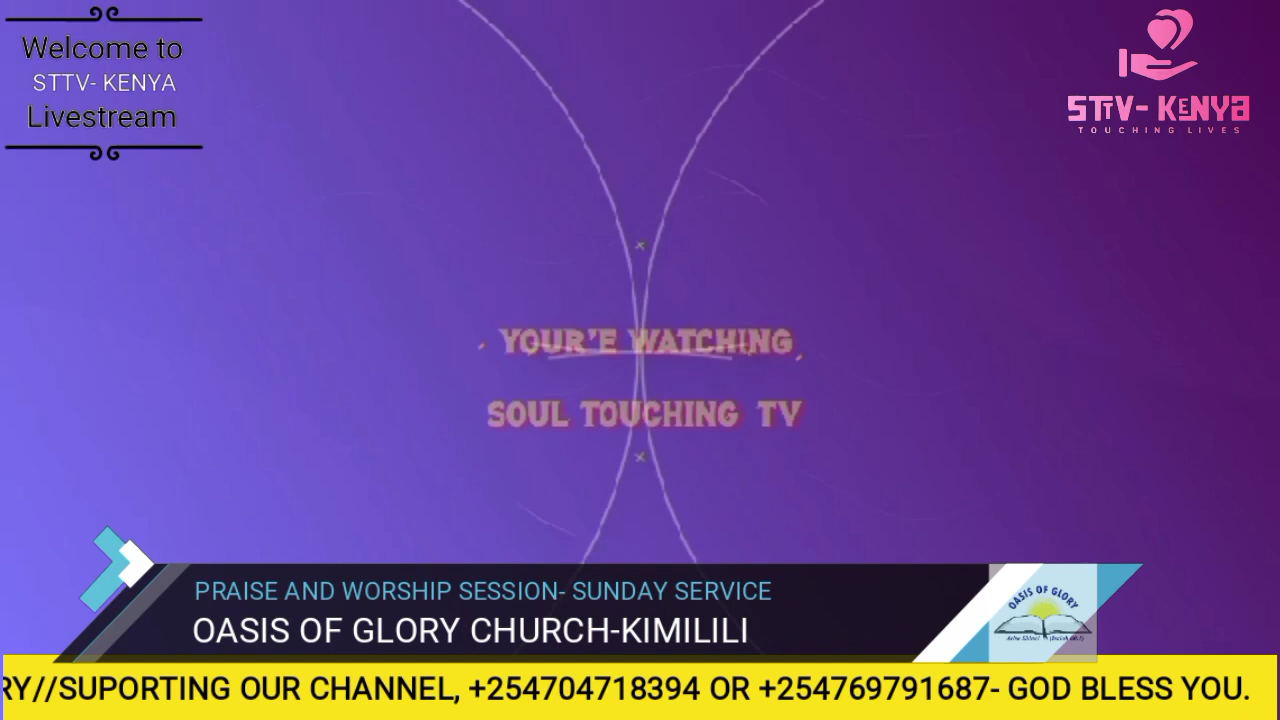 Welcome to
STTV- KENYA
Livestream
STTV- KENYA
TOUCHING LIVES
YOUR'E WATCHING
SOUL TOUCHING TV
PRAISE AND WORSHIP SESSION- SUNDAY SERVICE
OASIS OF GLORY CHURCH-KIMILILI
OASIS OF GLORY
RY//SUPORTING OUR CHANNEL, +254704718394 OR +254769791687- GOD BLESS YOU.